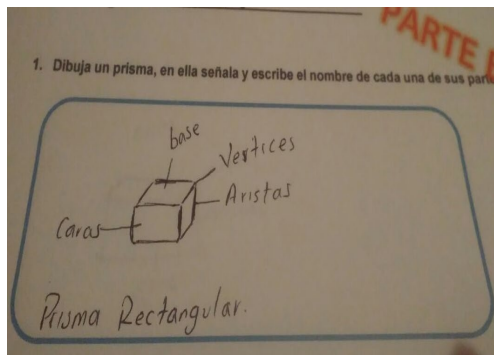 PARTE
1. Dibuja un prisma, en ella señala y escribe el nombre de cada una de sus part
base
Vertices
Aristas
Caras
Prisma Rectangular.